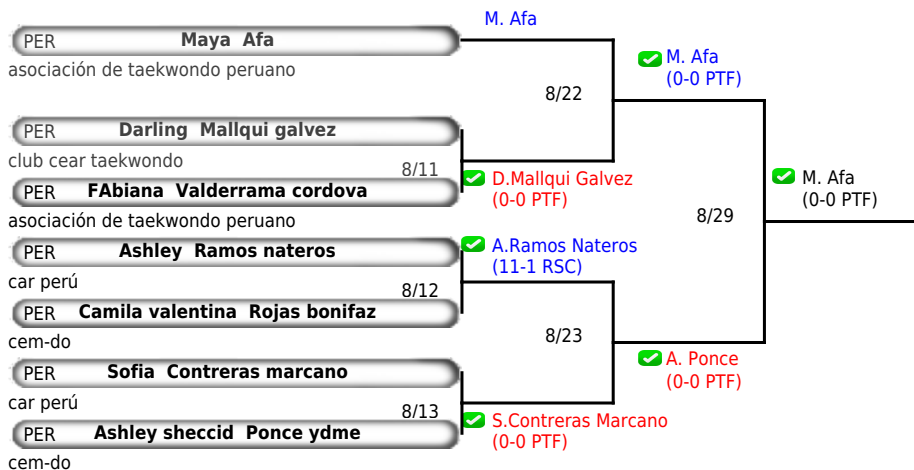 M. Afa
PER Maya Afa
asociación de taekwondo peruano
M. Afa
(0-0 PTF)
8/22
PER Darling Mallqui galvez
club cear taekwondo
8/11
D.Mallqui Galvez
(0-0 PTF)
PER FAbiana Valderrama cordova
asociación de taekwondo peruano
M. Afa
(0-0 PTF)
8/29
PER Ashley Ramos nateros
car perú
A.Ramos Nateros
(11-1 RSC)
8/12
PER Camila valentina Rojas bonifaz
cem-do
8/23
PER Sofia Contreras marcano
car perú
A. Ponce
(0-0 PTF)
8/13
S.Contreras Marcano
(0-0 PTF)
PER Ashley sheccid Ponce ydme
cem-do